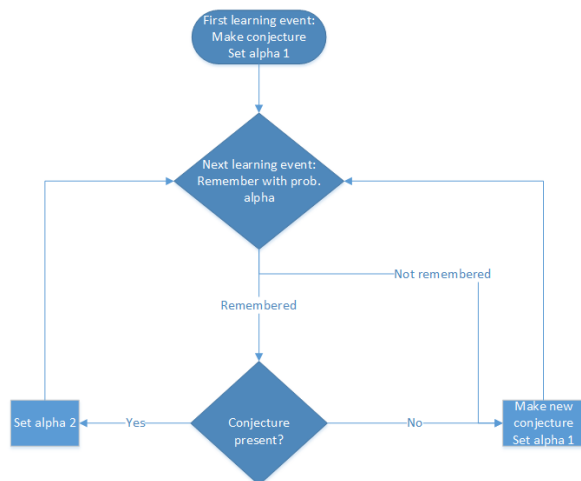 First learning event:
Make conjecture
Set alpha 1
Next learning event:
Remember with prob.
alpha
Not remembered
Remembered
Set alpha 2
Yes
Conjecture
present?
No
Make new
conjecture
Set alpha 1